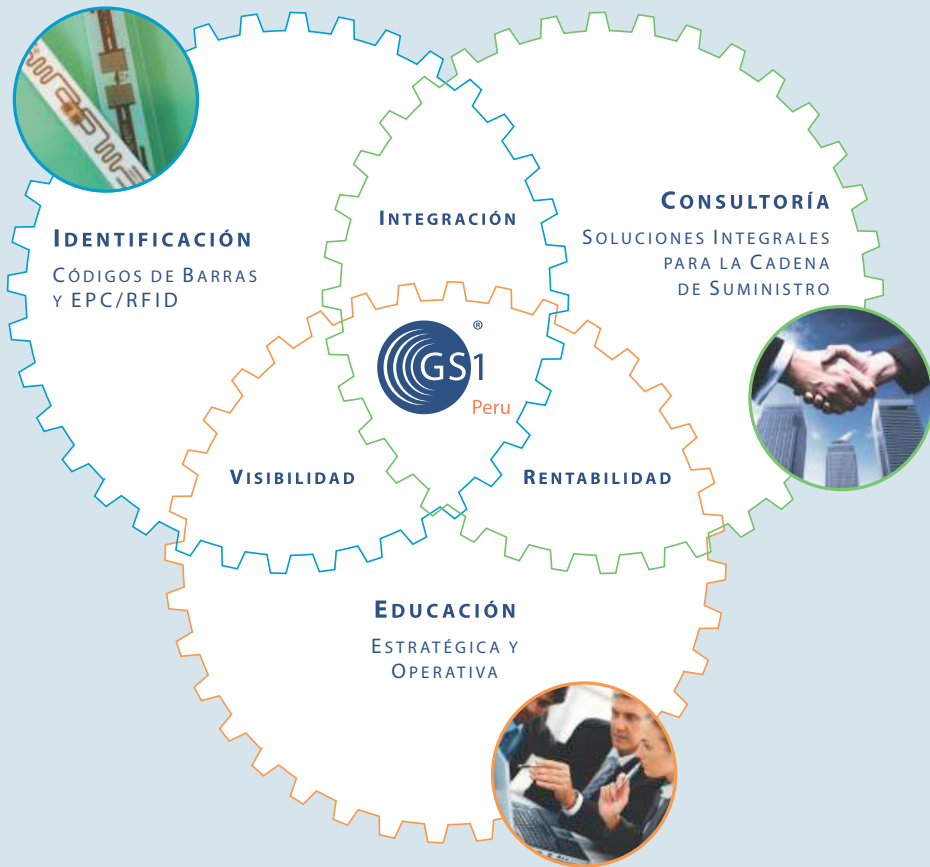 INTEGRACIÓN
IDENTIFICACIÓN
CÓDIGOS DE BARRAS
Y EPC/RFID
CONSULTORÍA
SOLUCIONES INTEGRALES
PARA LA CADENA
DE SUMINISTRO
GS1®
Peru
VISIBILIDAD
RENTABILIDAD
EDUCACIÓN
ESTRATÉGICA Y
OPERATIVA